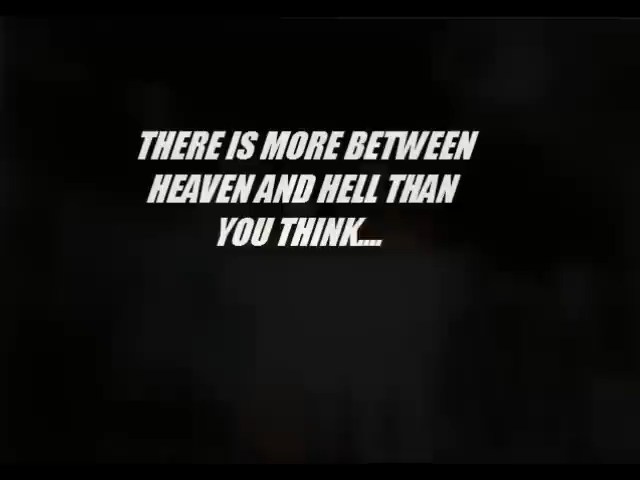 THERE IS MORE BETWEEN
HEAVEN AND HELL THAN
YOU THINK....